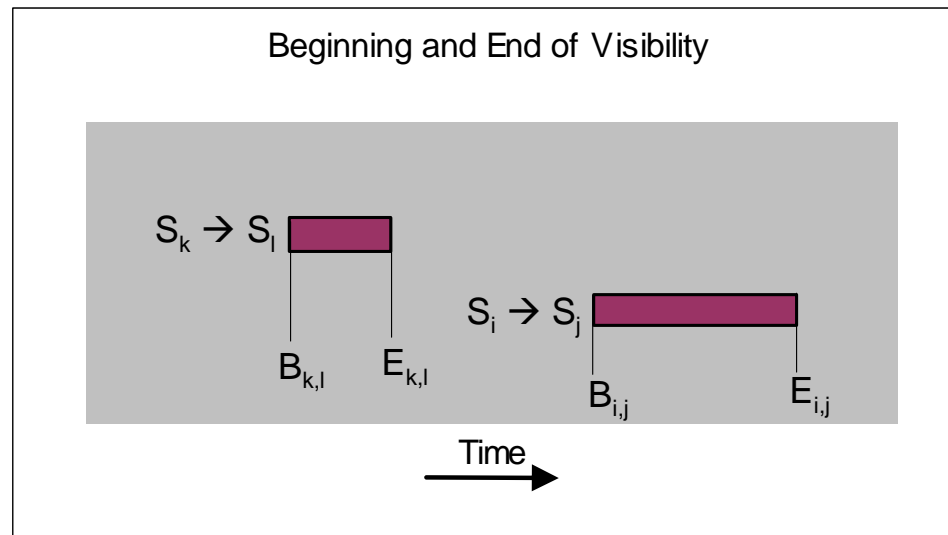 Beginning and End of Visibility
Sk → Sl
Si → Sj
Bk,l
Ek,l
Bi,j
Ei,j
Time